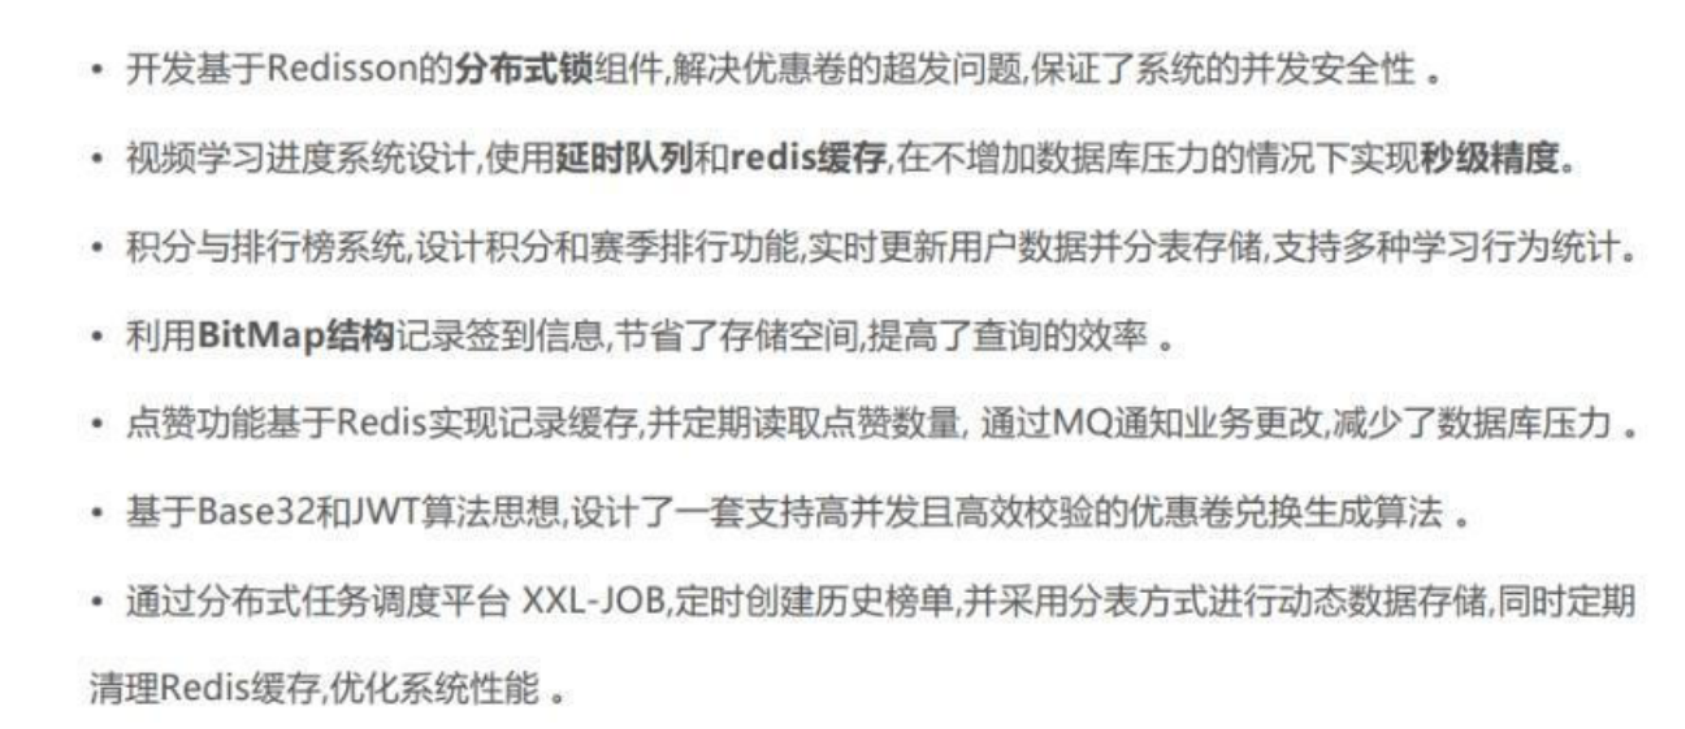 • 开发基于Redisson的分布式锁组件,解决优惠卷的超发问题,保证了系统的并发安全性 。
• 视频学习进度系统设计,使用延时队列和redis缓存,在不增加数据库压力的情况下实现秒级精度。
• 积分与排行榜系统,设计积分和赛季排行功能,实时更新用户数据并分表存储,支持多种学习行为统计。
• 利用BitMap结构记录签到信息,节省了存储空间,提高了查询的效率 。
• 点赞功能基于Redis实现记录缓存,并定期读取点赞数量, 通过MQ通知业务更改,减少了数据库压力 。
• 基于Base32和JWT算法思想,设计了一套支持高并发且高效校验的优惠卷兑换生成算法 。
• 通过分布式任务调度平台 XXL-JOB,定时创建历史榜单,并采用分表方式进行动态数据存储,同时定期
清理Redis缓存,优化系统性能 。